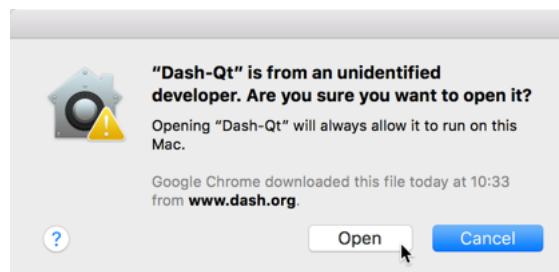 “Dash-Qt” is from an unidentified
developer. Are you sure you want to open it?
Opening “Dash-Qt” will always allow it to run on this
Mac.
Google Chrome downloaded this file today at 10:33
from www.dash.org.
?
Open
Cancel